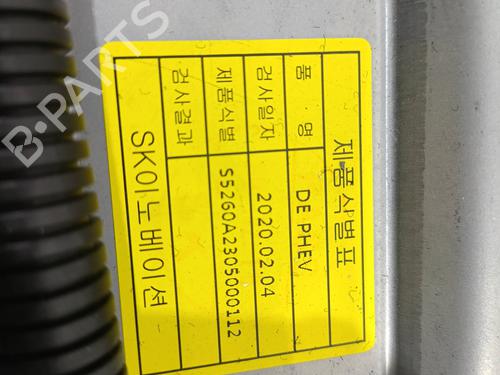 제품식별표
품 명 DE PHEV
검사일자 2020.02.04
제품식별 S5260A2305000112
검사결과
SK이노베이션
B-PARTS